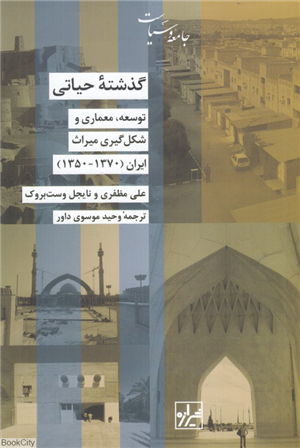 جامعه و سیاست
گذشتهٔ حیاتی
توسعه، معماری و
شکل‌گیری میراث
ایران (۱۳۷۰-۱۳۵۰)
علی مظفری و نایجل وست‌بروک
ترجمهٔ وحید موسوی داور
شیرازه
BookCity